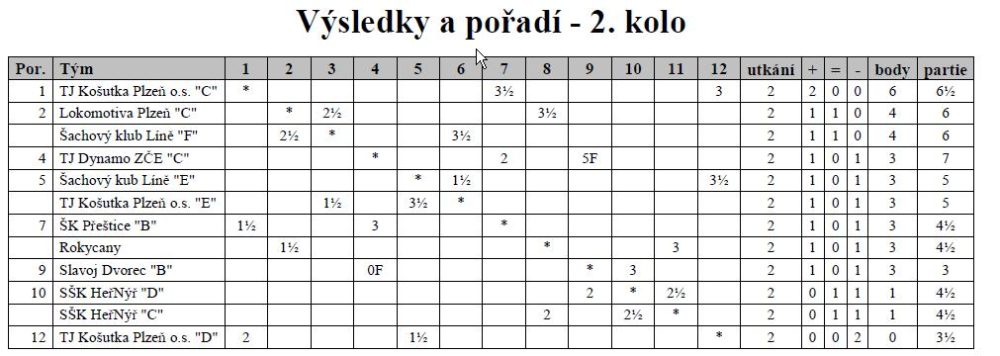 Výsledky a pořadí - 2. kolo
Por. Tým 1 2 3 4 5 6 7 8 9 10 11 12 utkání + = - body partie
1 TJ Košutka Plzeň o.s. "C" * 3½ 3 2 2 0 0 6 6½
2 Lokomotiva Plzeň "C" * 2½ 3½ 2 1 1 0 4 6
Šachový klub Líně "F" 2½ * 3½ 2 1 1 0 4 6
4 TJ Dynamo ZČE "C" * 2 5F 2 1 0 1 3 7
5 Šachový kub Líně "E" * 1½ 3½ 2 1 0 1 3 5
TJ Košutka Plzeň o.s. "E" 1½ 3½ * 2 1 0 1 3 5
7 ŠK Přeštice "B" 1½ 3 * 2 1 0 1 3 4½
Rokycany 1½ * 3 2 1 0 1 3 4½
9 Slavoj Dvorec "B" 0F * 3 2 1 0 1 3 3
10 SŠK HeřNýř "D" 2 * 2½ 2 0 1 1 1 4½
SŠK HeřNýř "C" 2 2½ * 2 0 1 1 1 4½
12 TJ Košutka Plzeň o.s. "D" 2 1½ * 2 0 0 2 0 3½